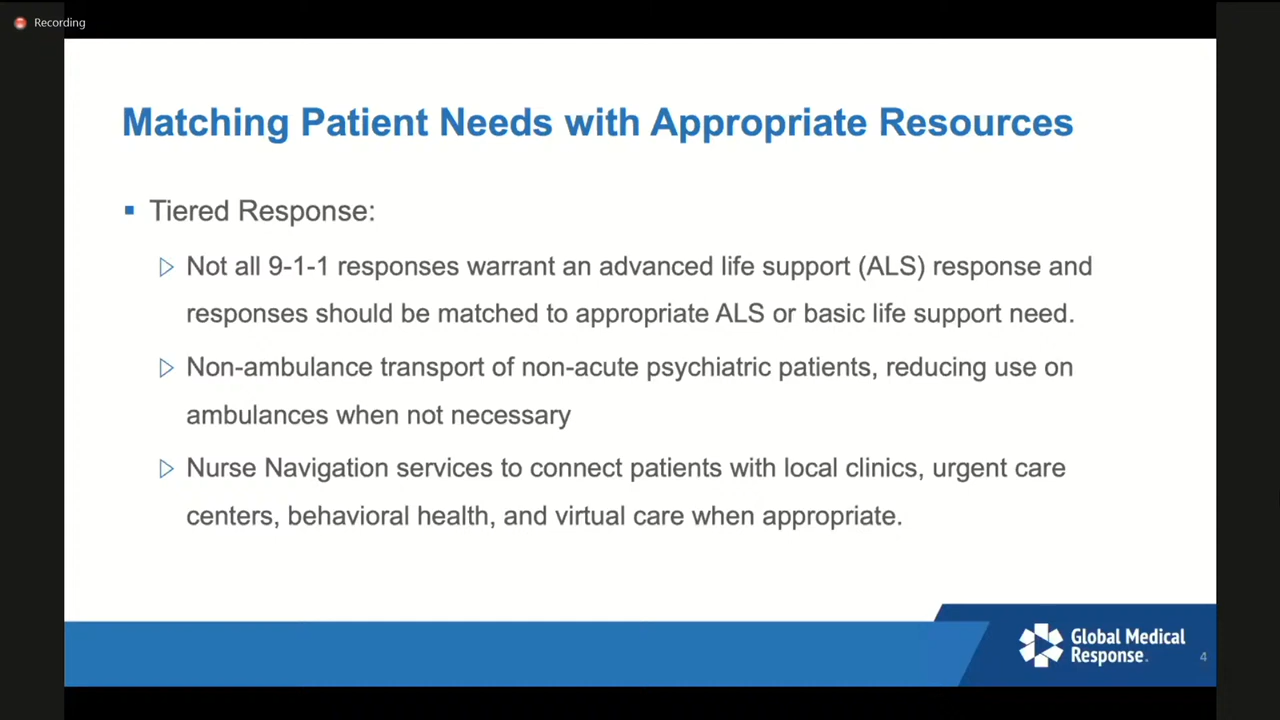 Recording
Matching Patient Needs with Appropriate Resources
Tiered Response:
Not all 9-1-1 responses warrant an advanced life support (ALS) response and
responses should be matched to appropriate ALS or basic life support need.
Non-ambulance transport of non-acute psychiatric patients, reducing use on
ambulances when not necessary
Nurse Navigation services to connect patients with local clinics, urgent care
centers, behavioral health, and virtual care when appropriate.
Global Medical
Response
4